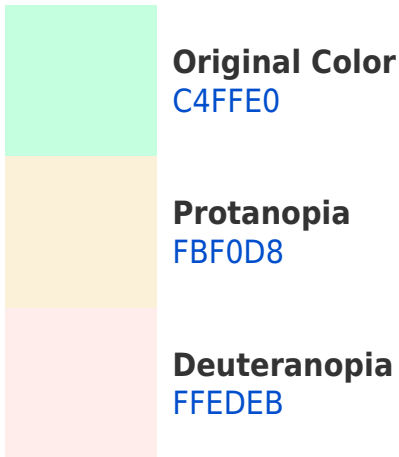 Original Color
C4FFE0
Protanopia
FBF0D8
Deuteranopia
FFEDEB